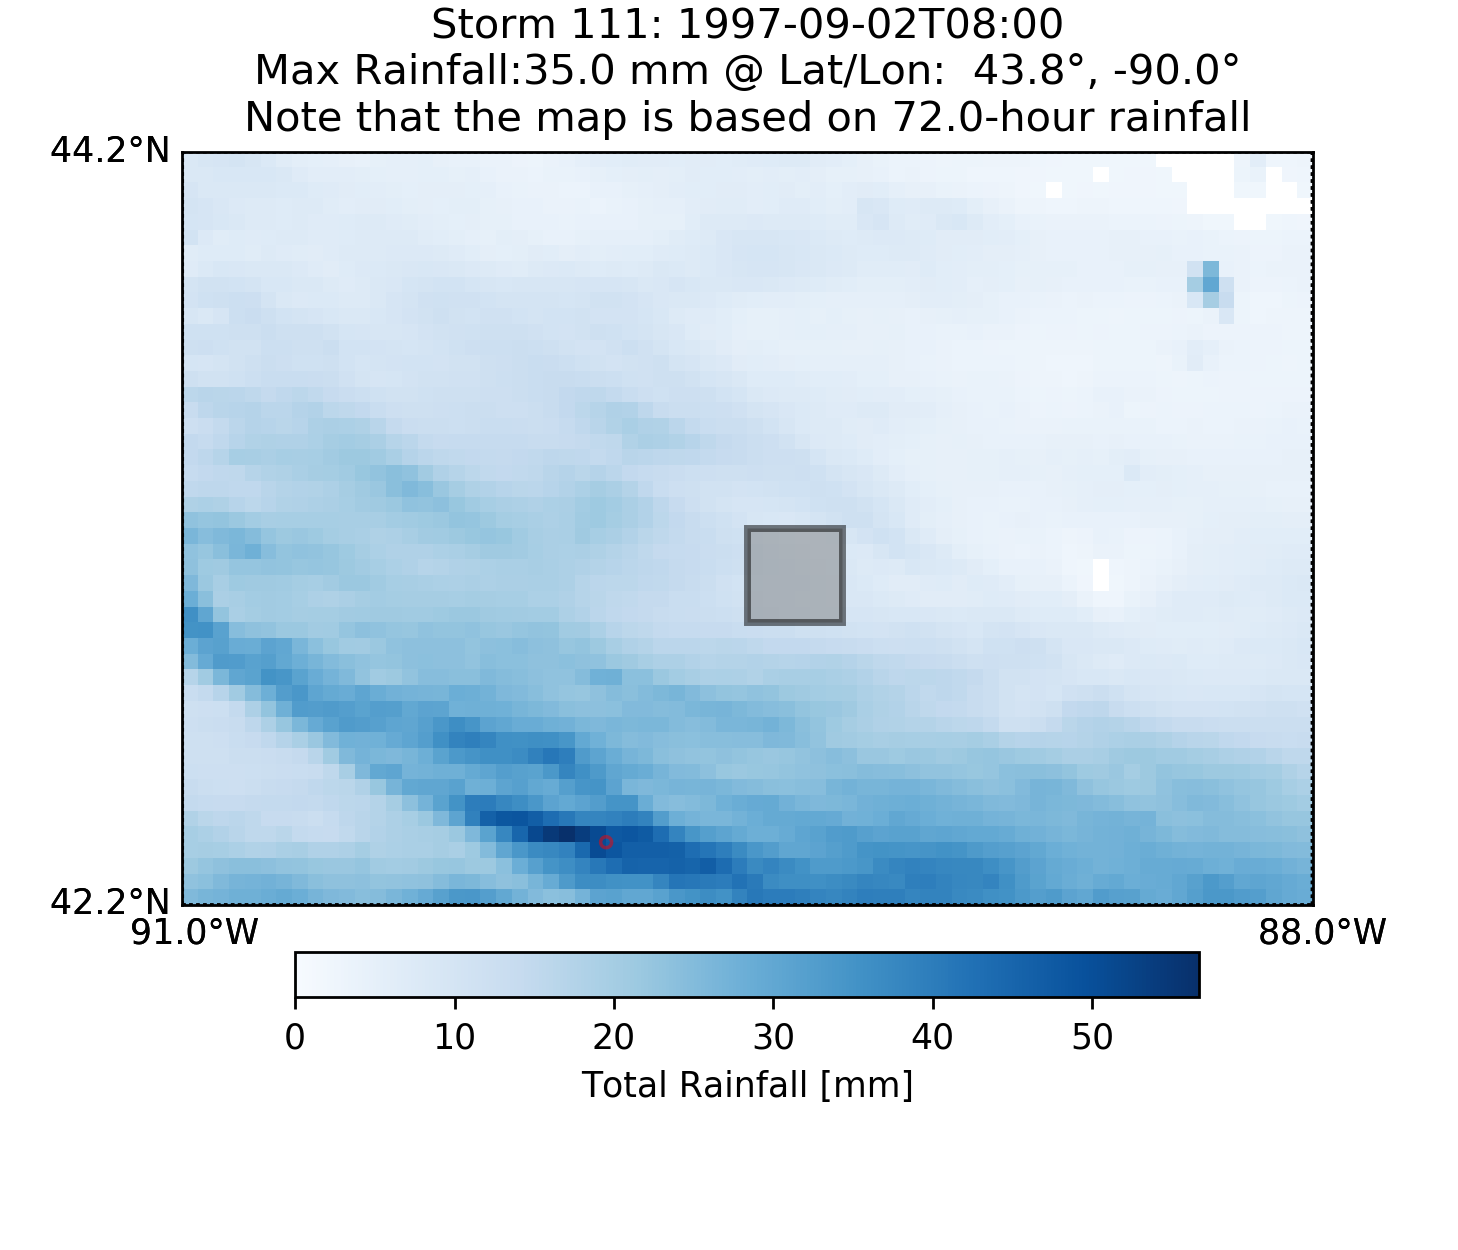 Storm 111: 1997-09-02T08:00
Max Rainfall:35.0 mm @ Lat/Lon:  43.8°, -90.0°
Note that the map is based on 72.0-hour rainfall
44.2°N
42.2°N
91.0°W 88.0°W
0 10 20 30 40 50
Total Rainfall [mm]